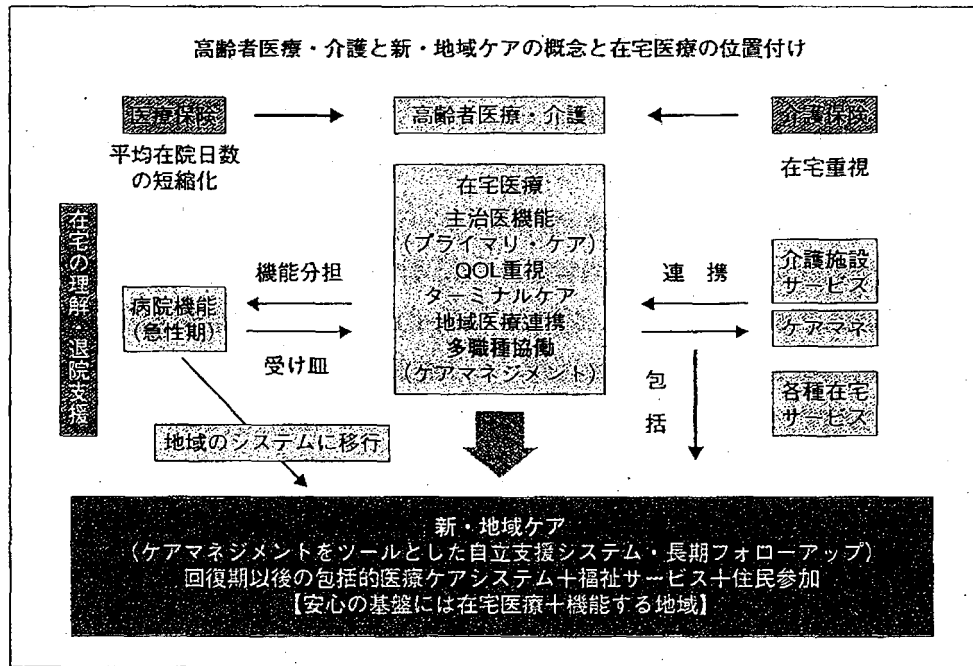 高齢者医療・介護と新・地域ケアの概念と在宅医療の位置付け
医療保険
高齢者医療・介護
介護保険
平均在院日数
の短縮化
在宅重視
在宅の理解・退院支援
在宅医療
主治医機能
(プライマリ・ケア)
QOL重視
ターミナルケア
地域医療連携
多職種協働
(ケアマネジメント)
機能分担
病院機能
(急性期)
受け皿
連 携
介護施設
サービス
ケアマネ
包括
各種在宅
サービス
地域のシステムに移行
新・地域ケア
(ケアマネジメントをツールとした自立支援システム・長期フォローアップ)
回復期以後の包括的医療ケアシステム＋福祉サービス＋住民参加
【安心の基盤には在宅医療＋機能する地域】